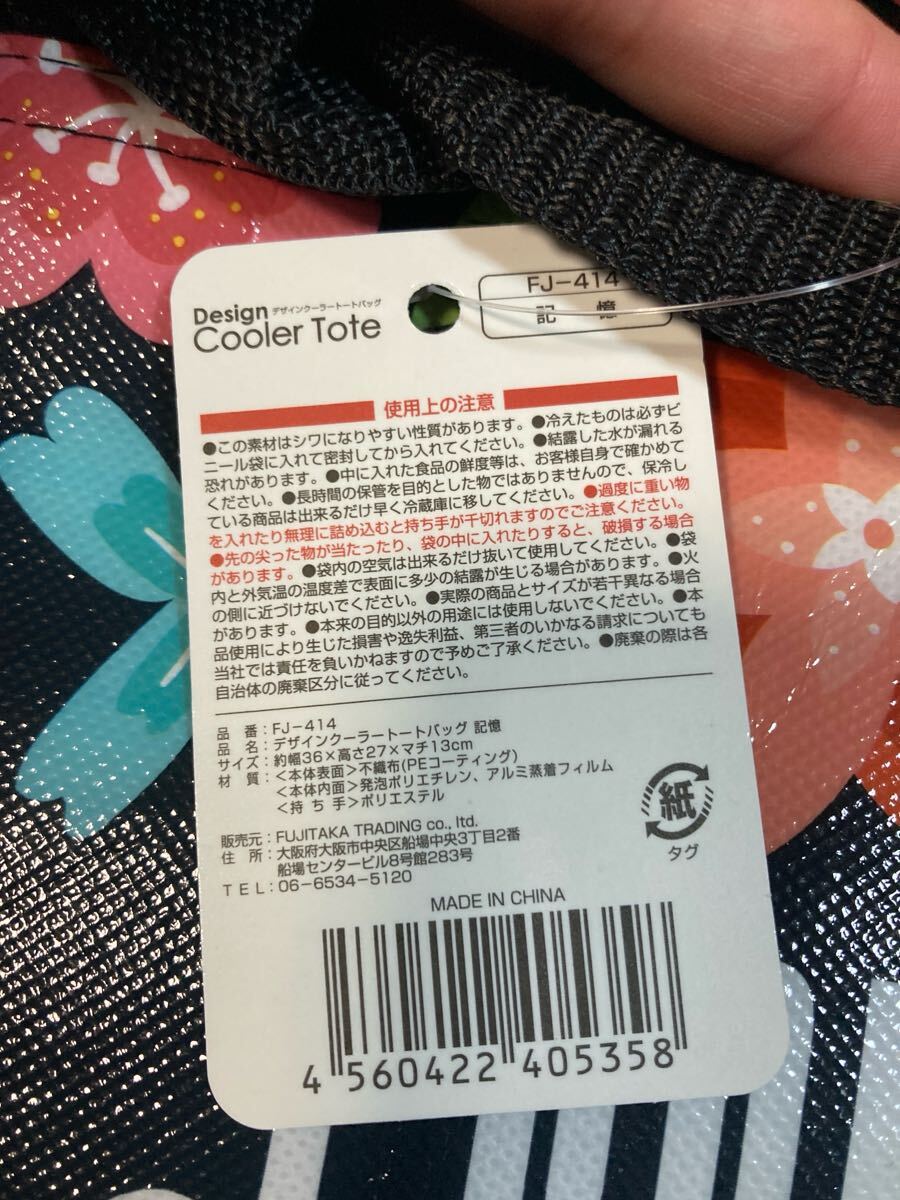 Design デザインクーラートートバッグ
Cooler Tote
FJ-414
記 憶
使用上の注意
●この素材はシワになりやすい性質があります。●冷えたものは必ずビ
ニール袋に入れて密封してから入れてください。●結露した水が漏れる
恐れがあります。●中に入れた食品の鮮度等は、お客様自身で確かめて
ください。●長時間の保管を目的とした物ではありませんので、保冷し
ている商品は出来るだけ早く冷蔵庫に移してください。●過度に重い物
を入れたり無理に詰め込むと持ち手が千切れますのでご注意ください。
●先の尖った物が当たったり、袋の中に入れたりすると、破損する場合
があります。●袋内の空気は出来るだけ抜いて使用してください。●袋
内と外気温の温度差で表面に多少の結露が生じる場合があります。●火
の側に近づけないでください。●実際の商品とサイズが若干異なる場合
があります。●本来の目的以外の用途には使用しないでください。●本
品使用により生じた損害や逸失利益、第三者のいかなる請求についても
当社では責任を負いかねますので予めご了承ください。●廃棄の際は各
自治体の廃棄区分に従ってください。
品 番：FJ-414
品 名：デザインクーラートートバッグ 記憶
サイズ：約幅36×高さ27×マチ13cm
材 質：<本体表面>不織布(PEコーティング)
<本体内面>発泡ポリエチレン、アルミ蒸着フィルム
<持 ち 手>ポリエステル
紙
タグ
販売元：FUJITAKA TRADING co., ltd.
住 所：大阪府大阪市中央区船場中央3丁目2番
船場センタービル8号館283号
ＴＥＬ：06-6534-5120
MADE IN CHINA
4 560422 405358